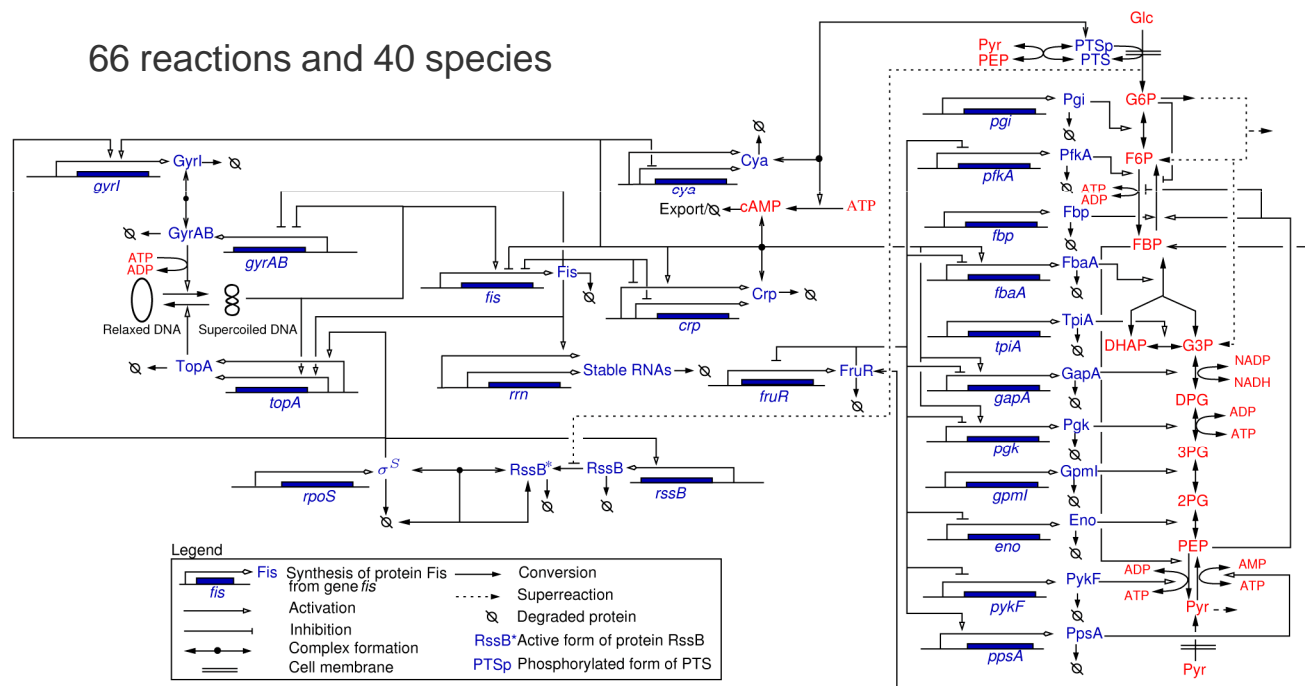 66 reactions and 40 species
Glc
Pyr
PEP
PTSp
PTS
Pgi
pgi
G6P
PfkA
pfkA
F6P
ATP
ADP
Fbp
fbp
FBP
FbaA
fbaA
TpiA
tpiA
DHAP
G3P
GapA
gapA
NADP
NADH
DPG
Pgk
pgk
ADP
ATP
3PG
GpmI
gpmI
2PG
Eno
eno
PEP
PykF
pykF
ADP
ATP
AMP
ATP
Pyr
PpsA
ppsA
Pyr
GyrI
gyrI
Cya
cya
Export/Ø
cAMP
ATP
GyrAB
gyrAB
ATP
ADP
Relaxed DNA
Supercoiled DNA
Fis
fis
Crp
crp
TopA
topA
Stable RNAs
rrn
FruR
fruR
σS
rpoS
RssB*
RssB
rssB
Legend
Fis
fis
Synthesis of protein Fis
from gene fis
Activation
Inhibition
Complex formation
Cell membrane
Conversion
Superreaction
Degraded protein
RssB* Active form of protein RssB
PTSp Phosphorylated form of PTS